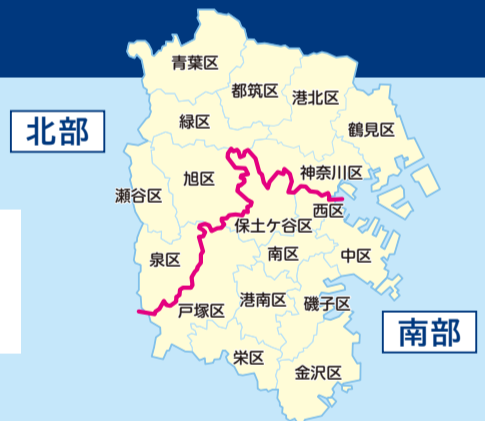 青葉区
都筑区
港北区
緑区
鶴見区
北部
神奈川区
旭区
瀬谷区
西区
保土ケ谷区
南区
中区
泉区
港南区
磯子区
戸塚区
南部
栄区
金沢区